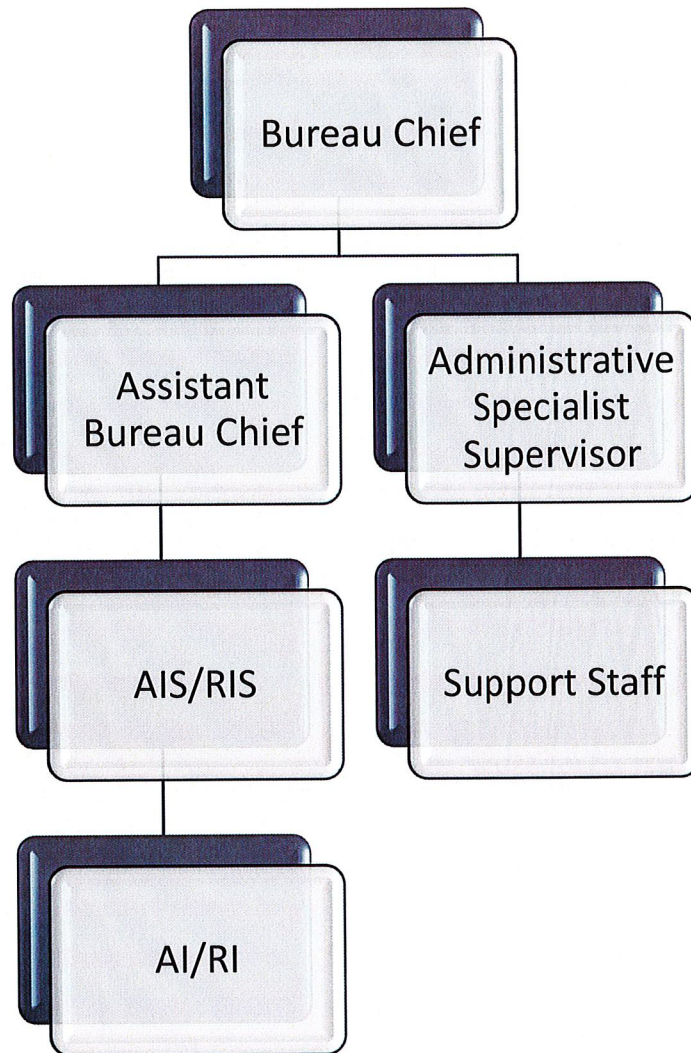 Bureau Chief
Assistant
Bureau Chief
Administrative
Specialist
Supervisor
AIS/RIS
Support Staff
AI/RI